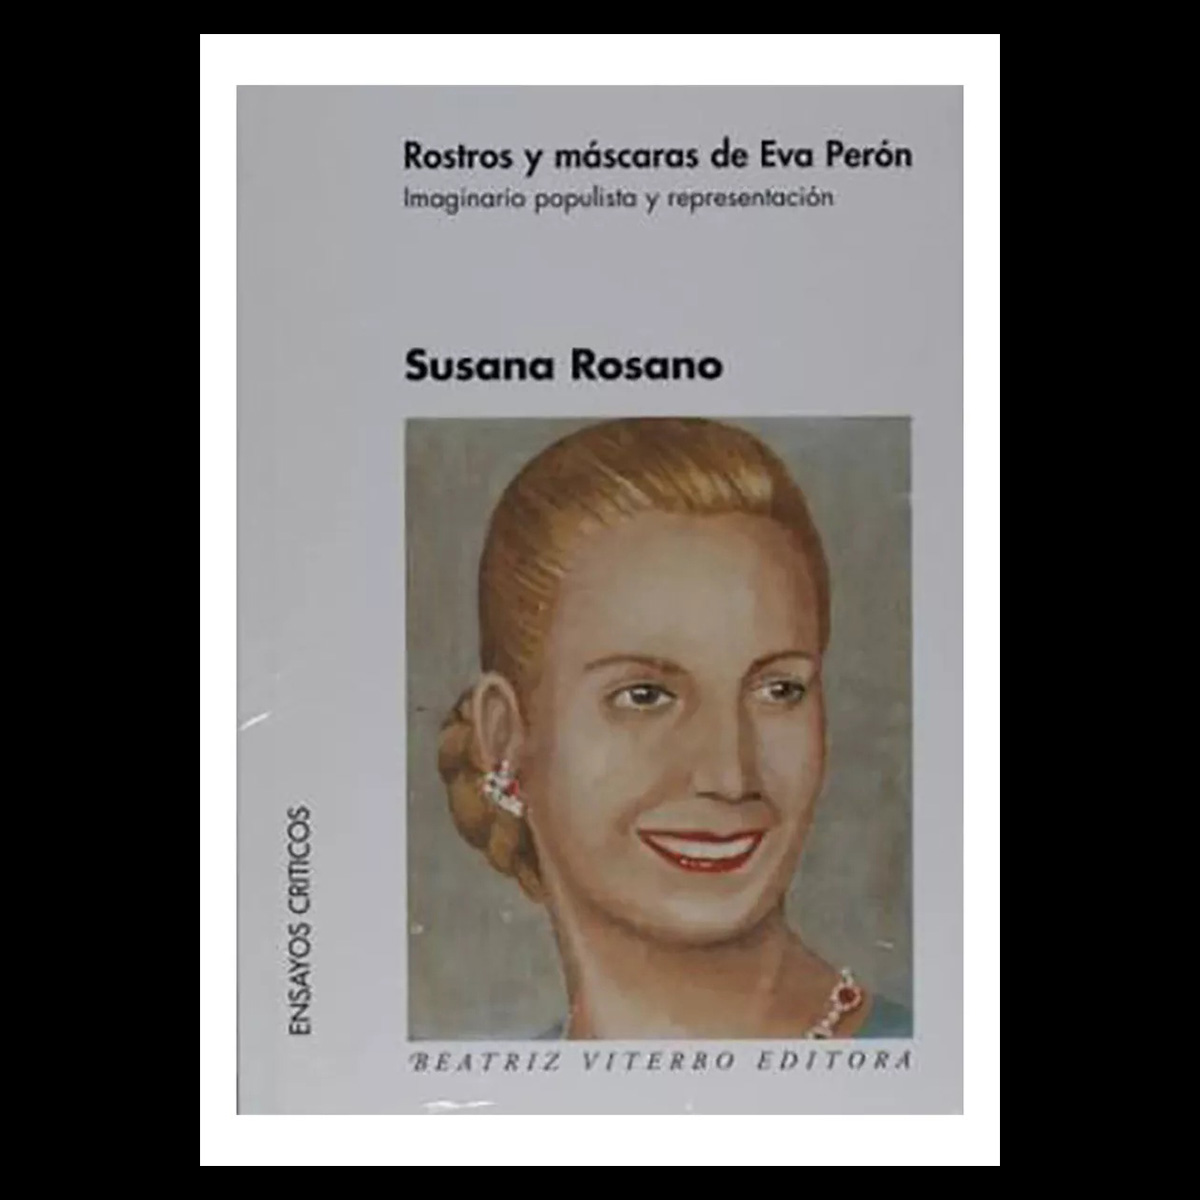 Rostros y máscaras de Eva Perón
Imaginario populista y representación
Susana Rosano
ENSAYOS CRITICOS
BEATRIZ VITERBO EDITORA